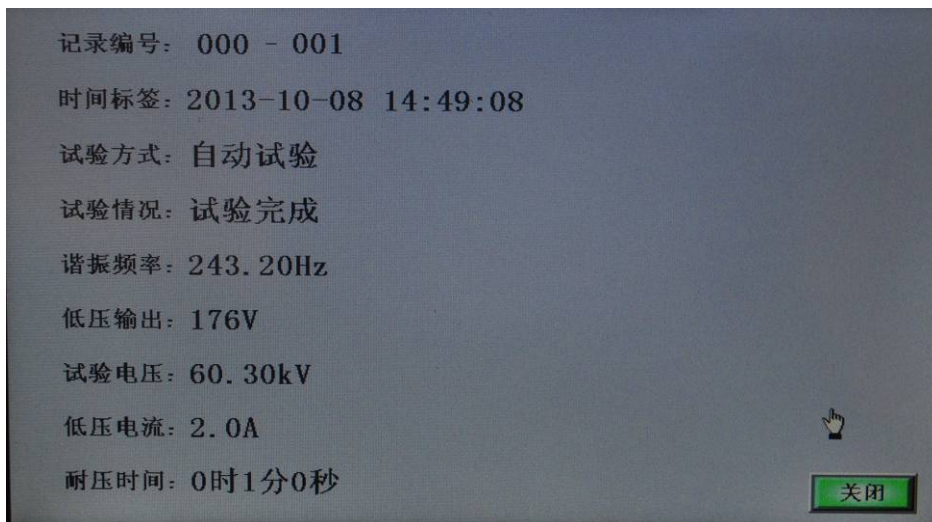 记录编号： 000 - 001
时间标签：2013-10-08 14:49:08
试验方式：自动试验
试验情况：试验完成
谐振频率：243.20Hz
低压输出：176V
试验电压：60.30kV
低压电流：2.0A
耐压时间：0时1分0秒
关闭